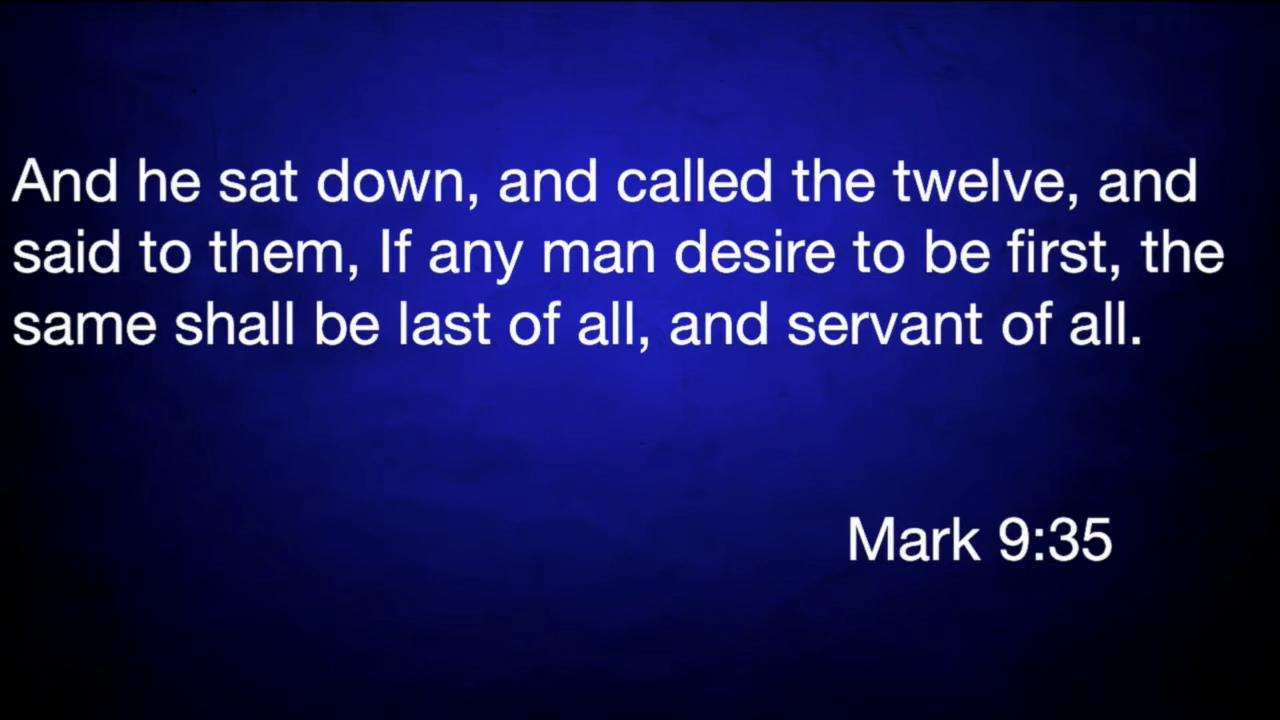 And he sat down, and called the twelve, and
said to them, If any man desire to be first, the
same shall be last of all, and servant of all.
Mark 9:35